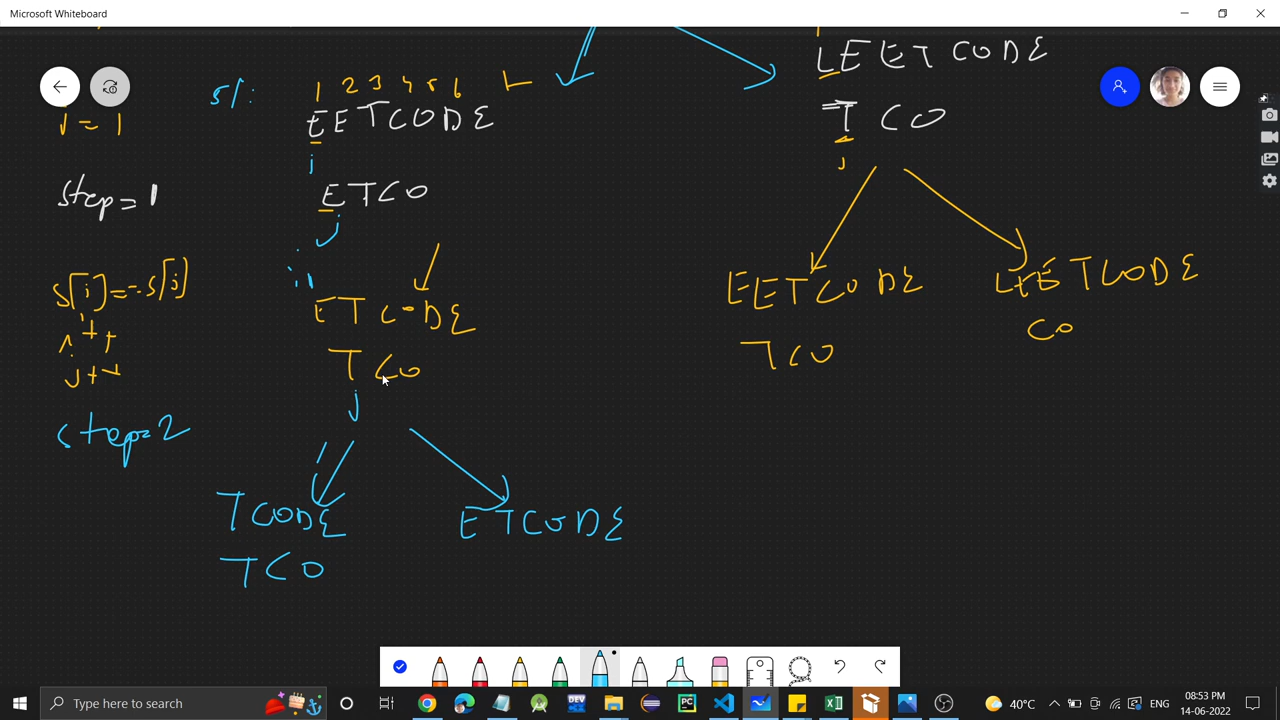 Microsoft Whiteboard
LEETCODE
T CO
j
s1:
1 2 3 4 5 6 7
EETCODE
i
j = 1
ETCO
j
step=1
s[i]==s[j]
i++
j++
ETCODE
TCO
j
EETCODE
TCO
LEETCODE
CO
step=2
TCODE
TCO
ETCODE
Type here to search
40°C
ENG
08:53 PM
14-06-2022